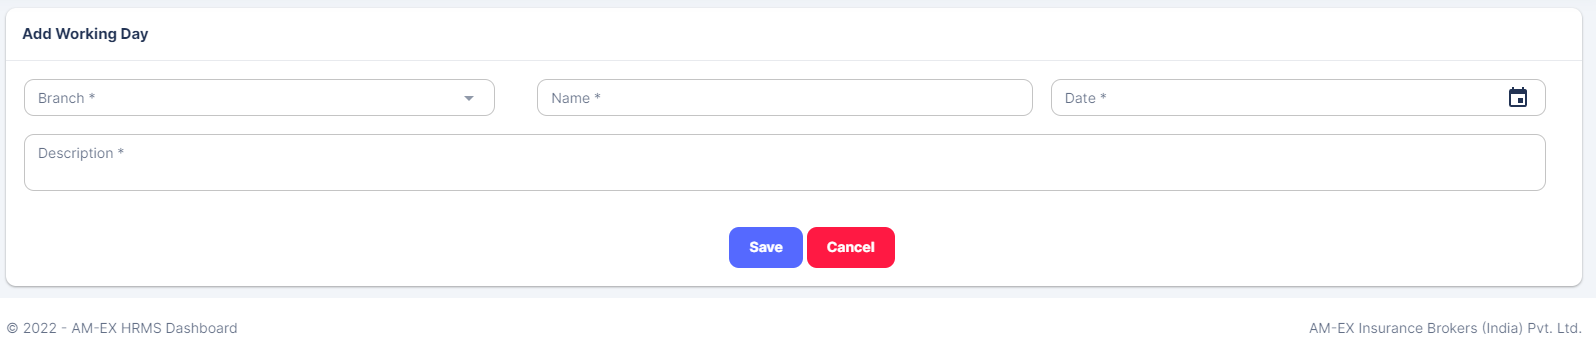 Add Working Day
Branch * Name * Date *
Description *
Save Cancel
© 2022 - AM-EX HRMS Dashboard AM-EX Insurance Brokers (India) Pvt. Ltd.